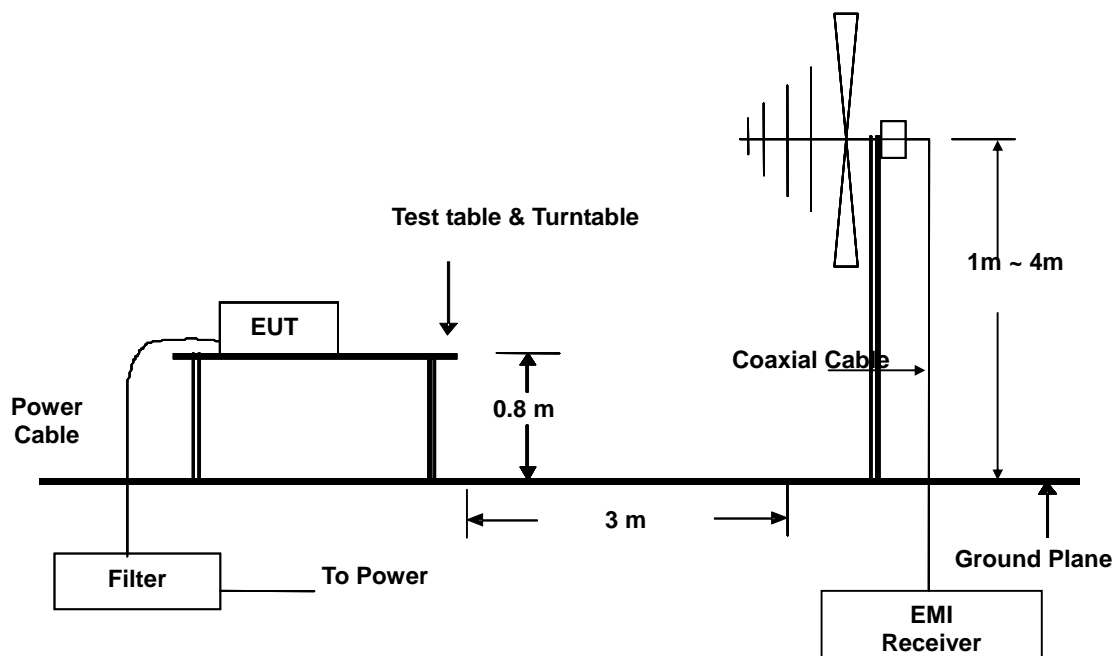 Test table & Turntable
1m ~ 4m
EUT
Coaxial Cable
0.8 m
Power
Cable
3 m
Ground Plane
Filter
To Power
EMI
Receiver